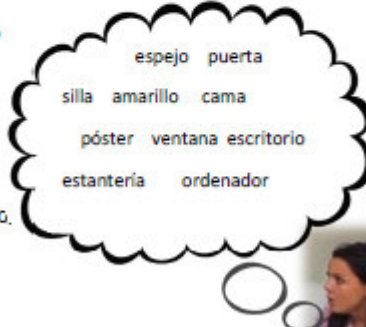 espejo puerta
silla amarillo cama
póster ventana escritorio
estantería ordenador